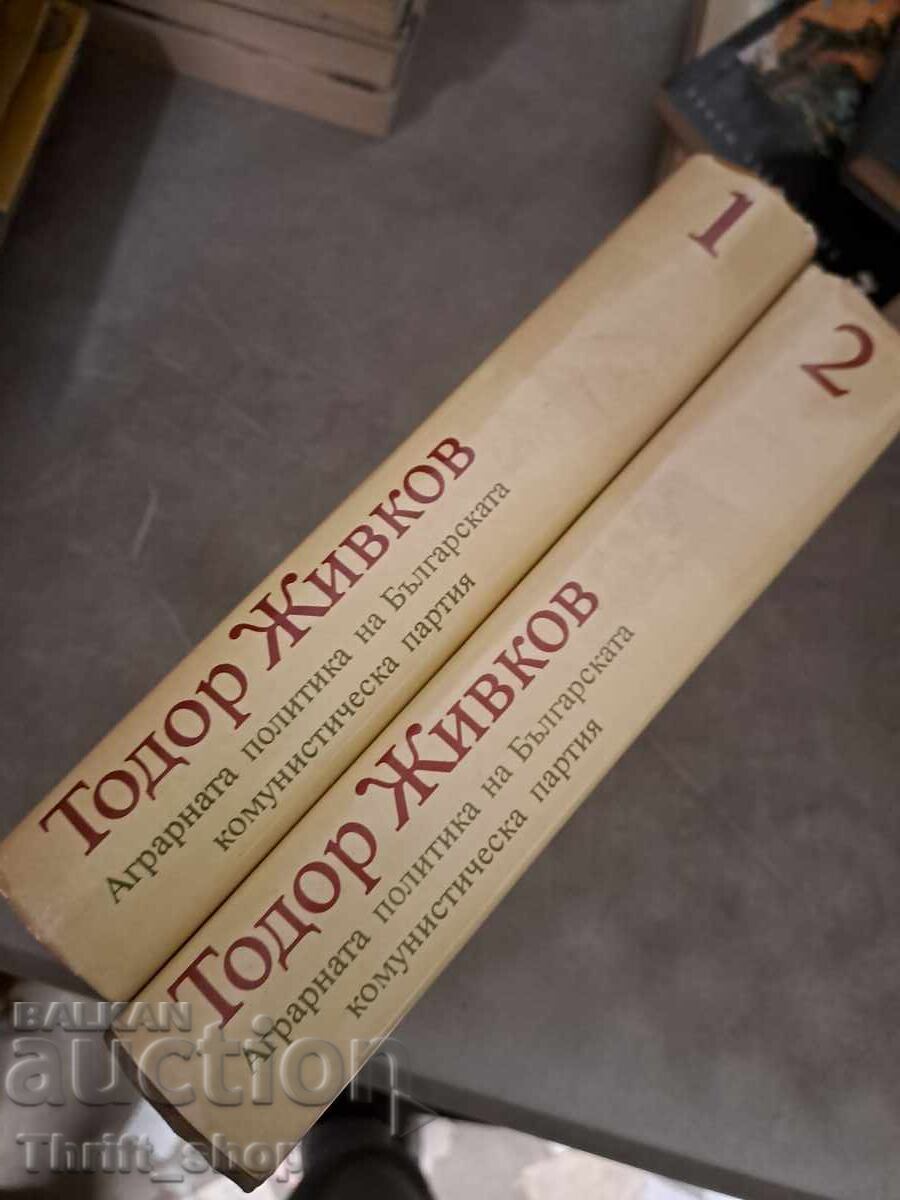 1
Тодор Живков
Аграрната политика на Българската
комунистическа партия
2
Тодор Живков
Аграрната политика на Българската
комунистическа партия
BALKAN
auction
Thrift_shop